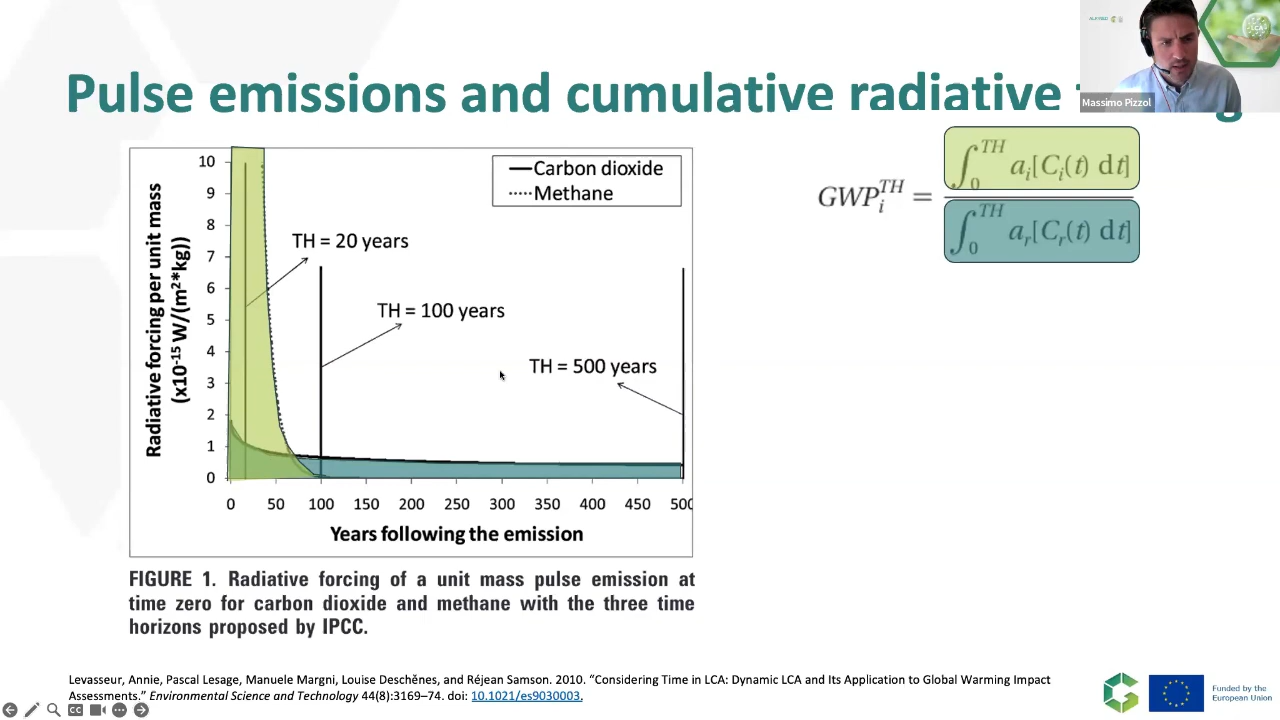 Pulse emissions and cumulative radiative
Massimo Pizzol
LCA
Carbon dioxide
Methane
Radiative forcing per unit mass
(x10⁻¹⁵ W/(m²*kg))
10
9
8
7
6
5
4
3
2
1
0
TH = 20 years
TH = 100 years
TH = 500 years
0 50 100 150 200 250 300 350 400 450 500
Years following the emission
GWP_i^TH = ∫_0^TH a_i[C_i(t) dt] / ∫_0^TH a_r[C_r(t) dt]
FIGURE 1. Radiative forcing of a unit mass pulse emission at
time zero for carbon dioxide and methane with the three time
horizons proposed by IPCC.
Levasseur, Annie, Pascal Lesage, Manuele Margni, Louise Deschênes, and Réjean Samson. 2010. “Considering Time in LCA: Dynamic LCA and Its Application to Global Warming Impact
Assessments.” Environmental Science and Technology 44(8):3169–74. doi: 10.1021/es9030003.
CC
Funded by the
European Union